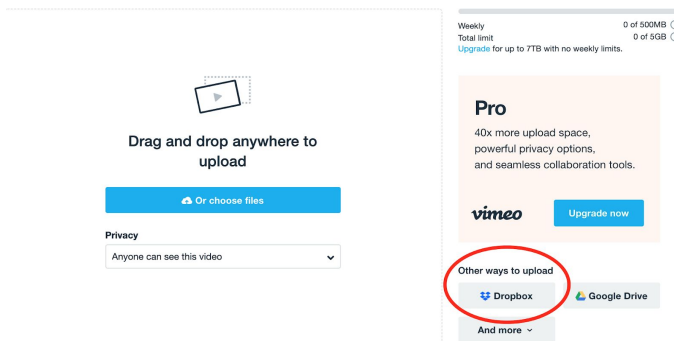 Drag and drop anywhere to
upload
Or choose files
Privacy
Anyone can see this video
Weekly 0 of 500MB
Total limit 0 of 5GB
Upgrade for up to 7TB with no weekly limits.
Pro
40x more upload space,
powerful privacy options,
and seamless collaboration tools.
vimeo Upgrade now
Other ways to upload
Dropbox Google Drive
And more